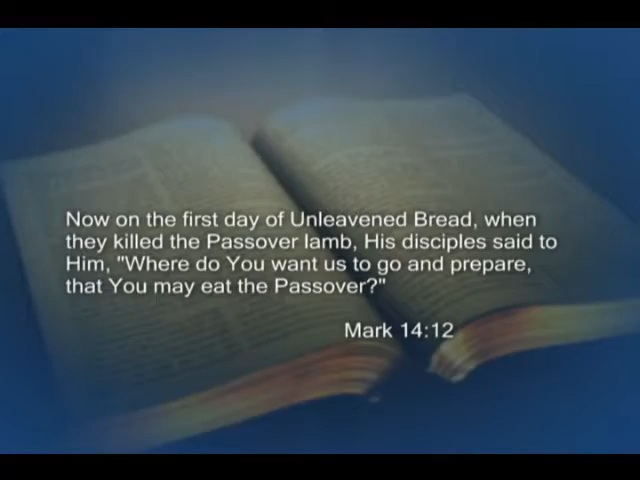 Now on the first day of Unleavened Bread, when
they killed the Passover lamb, His disciples said to
Him, "Where do You want us to go and prepare,
that You may eat the Passover?"
Mark 14:12